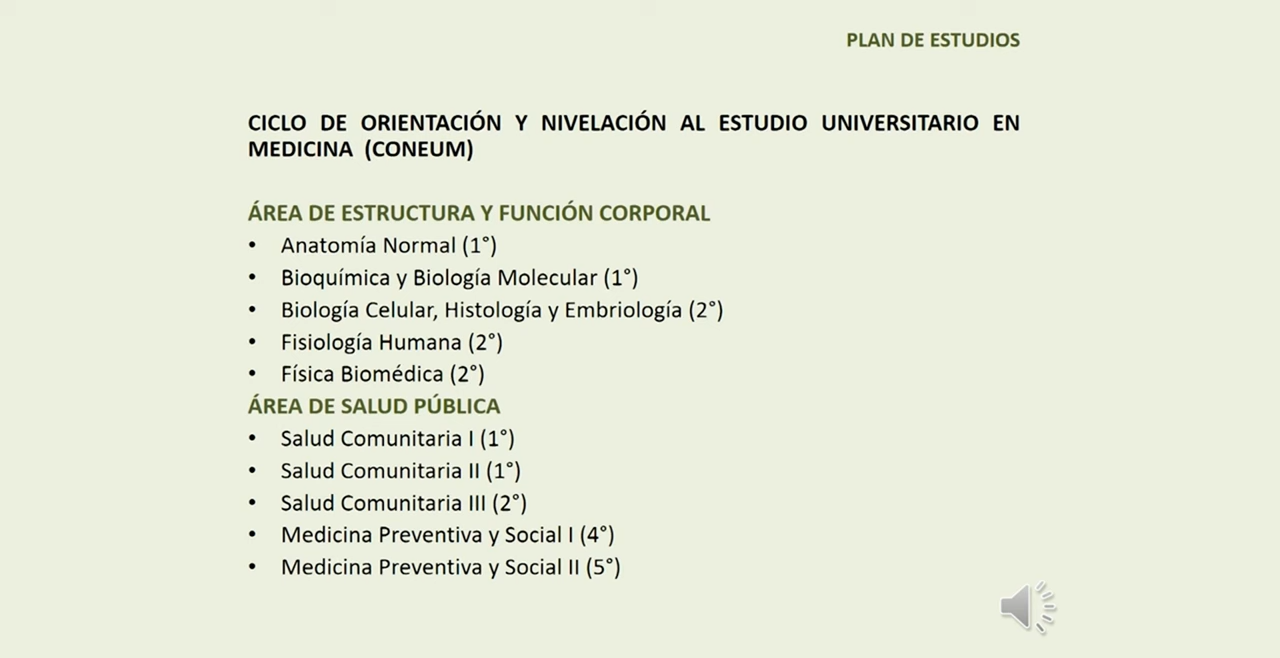 PLAN DE ESTUDIOS
CICLO DE ORIENTACIÓN Y NIVELACIÓN AL ESTUDIO UNIVERSITARIO EN
MEDICINA (CONEUM)
ÁREA DE ESTRUCTURA Y FUNCIÓN CORPORAL
• Anatomía Normal (1°)
• Bioquímica y Biología Molecular (1°)
• Biología Celular, Histología y Embriología (2°)
• Fisiología Humana (2°)
• Física Biomédica (2°)
ÁREA DE SALUD PÚBLICA
• Salud Comunitaria I (1°)
• Salud Comunitaria II (1°)
• Salud Comunitaria III (2°)
• Medicina Preventiva y Social I (4°)
• Medicina Preventiva y Social II (5°)